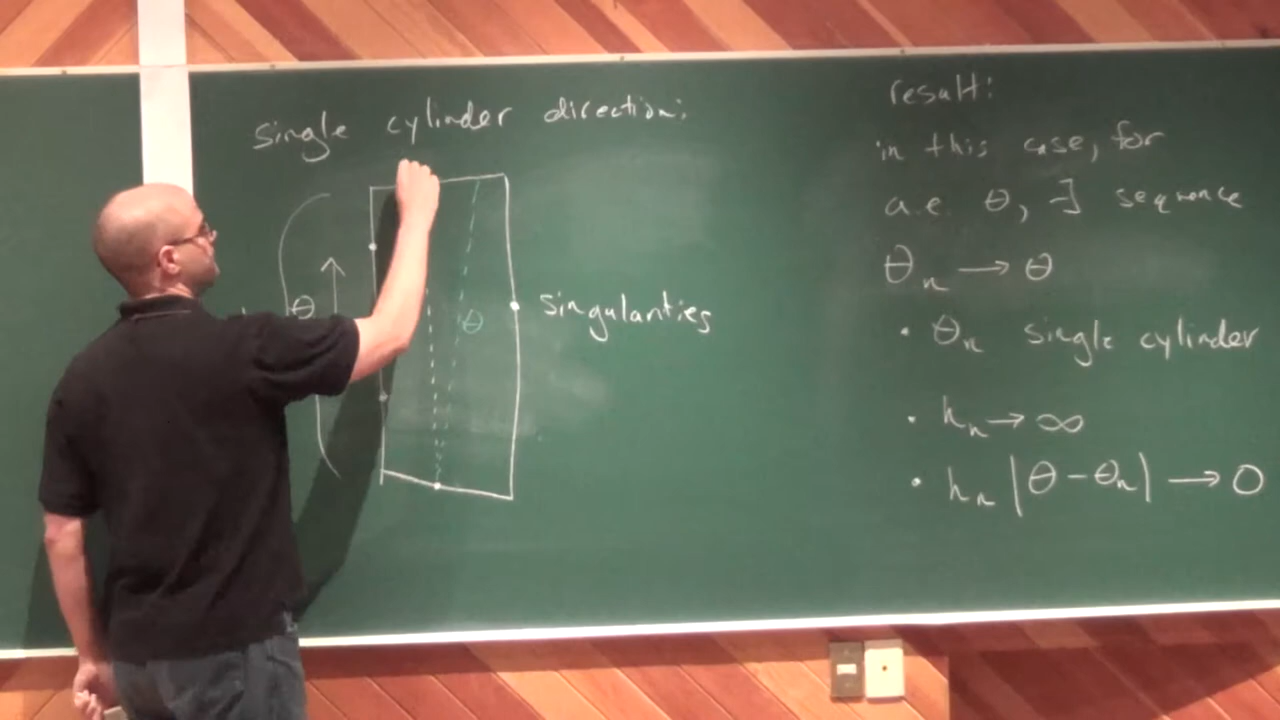 single cylinder direction:
θ
θ
singularities
result:
in this case, for
a.e. θ, ∃ sequence
θn → θ
• θn single cylinder
• hn → ∞
• hn |θ - θn| → 0